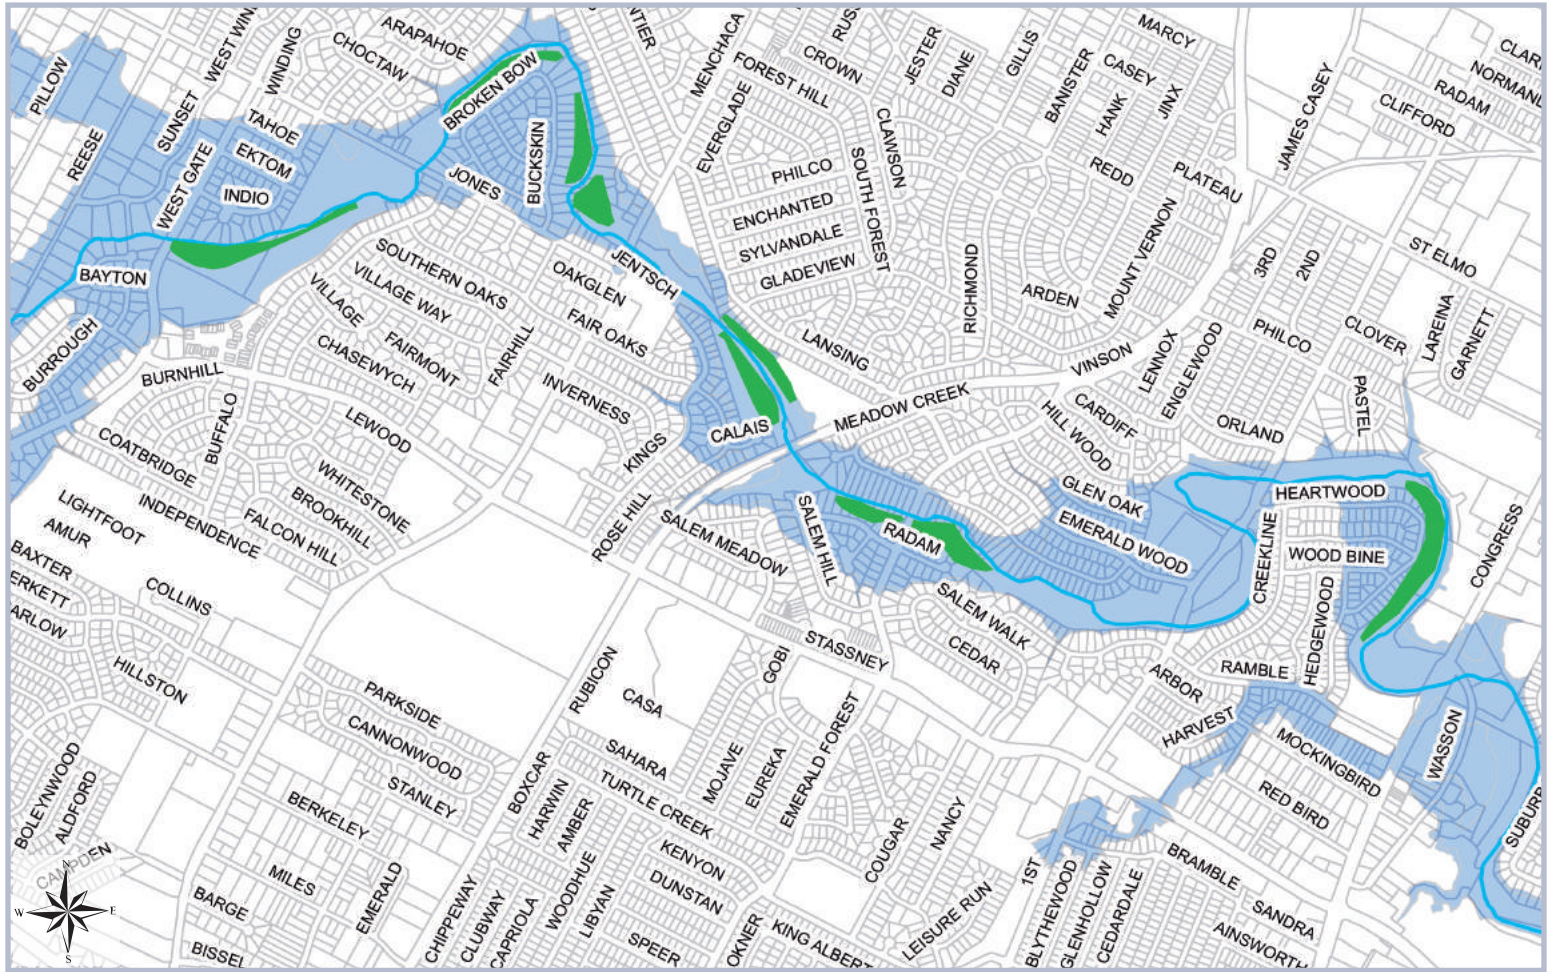 PILLOW
WEST WIN
WINDING
ARAPAHOE
CHOCTAW
NTIER
MENCHACA
RUS
CROWN
FOREST HILL
JESTER
DIANE
GILLIS
MARCY
BANISTER
CASEY
HANK
JINX
JAMES CASEY
CLAR
NORMAND
RADAM
CLIFFORD
REESE
SUNSET
TAHOE
EKTOM
INDIO
WEST GATE
BROKEN BOW
BUCKSKIN
JONES
EVERGLADE
CLAWSON
SOUTH FOREST
PHILCO
ENCHANTED
SYLVANDALE
GLADEVIEW
REDD
PLATEAU
MOUNT VERNON
RICHMOND
ARDEN
3RD
2ND
ST ELMO
BAYTON
SOUTHERN OAKS
OAKGLEN
JENTSCH
VILLAGE WAY
VILLAGE
FAIRMONT
FAIRHILL
FAIR OAKS
CHASEWYCH
LANSING
VINSON
LENNOX
ENGLEWOOD
PHILCO
CLOVER
LAREINA
GARNETT
BURROUGH
BURNHILL
BUFFALO
LEWOOD
INVERNESS
KINGS
CALAIS
MEADOW CREEK
CARDIFF
HILL WOOD
ORLAND
PASTEL
COATBRIDGE
WHITESTONE
BROOKHILL
FALCON HILL
INDEPENDENCE
LIGHTFOOT
AMUR
ROSE HILL
SALEM MEADOW
SALEM HILL
RADAM
GLEN OAK
EMERALD WOOD
HEARTWOOD
CREEKLINE
WOOD BINE
CONGRESS
BAXTER
ERKETT
ARLOW
COLLINS
HILLSTON
SALEM WALK
CEDAR
STASSNEY
GOBI
RUBICON
CASA
ARBOR
RAMBLE
HEDGEWOOD
HARVEST
MOCKINGBIRD
RED BIRD
WASSON
SUBURB
PARKSIDE
CANNONWOOD
STANLEY
BOXCAR
SAHARA
TURTLE CREEK
MOJAVE
EUREKA
EMERALD FOREST
BOLEYNWOOD
ALDFORD
CAMPDEN
BERKELEY
MILES
BARGE
BISSEL
EMERALD
HARWIN
AMBER
KENYON
DUNSTAN
COUGAR
NANCY
1ST
BLYTHEWOOD
GLENHOLLOW
CEDARDALE
BRAMBLE
SANDRA
AINSWORTH
CHIPPEWAY
CLUBWAY
CAPRIOLA
WOODHUE
LIBYAN
SPEER
OKNER
KING ALBERT
LEISURE RUN
N
W
E
S